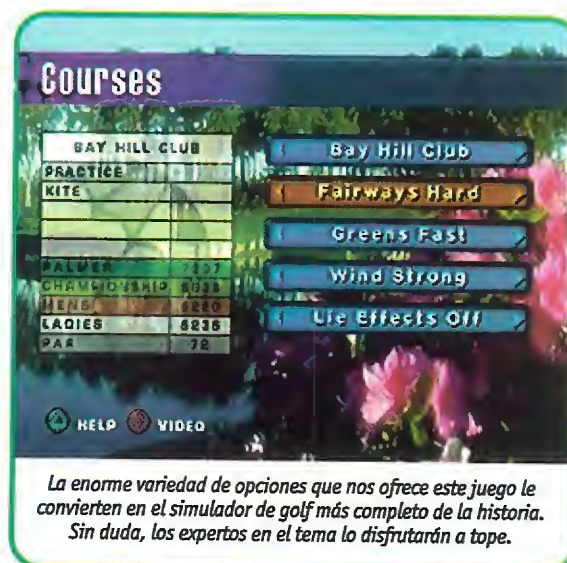 Courses
BAY HILL CLUB
PRACTICE
KITE
PALMER
CHAMPIONSHIP
MENS
LADIES
PAR 72
HELP VIDEO
Bay Hill Club
Fairways Hard
Greens Fast
Wind Strong
Lie Effects Off
La enorme variedad de opciones que nos ofrece este juego le
convierten en el simulador de golf más completo de la historia.
Sin duda, los expertos en el tema lo disfrutarán a tope.